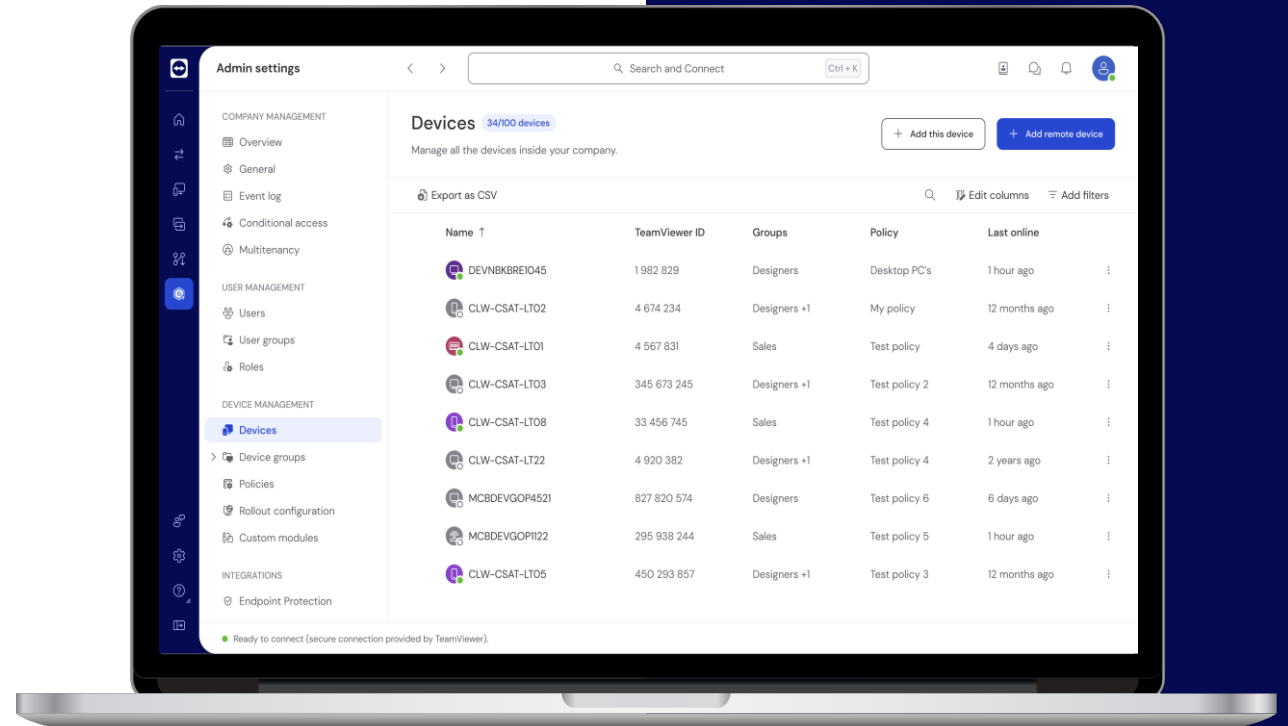 Admin settings
Search and Connect
Ctrl + K
COMPANY MANAGEMENT
Overview
General
Event log
Conditional access
Multitenancy
USER MANAGEMENT
Users
User groups
Roles
DEVICE MANAGEMENT
Devices
Device groups
Policies
Rollout configuration
Custom modules
INTEGRATIONS
Endpoint Protection
Devices 34/100 devices
Manage all the devices inside your company.
+ Add this device
+ Add remote device
Export as CSV
Edit columns
Add filters
Name ↑ TeamViewer ID Groups Policy Last online
DEVNBKBRE1045 1 982 829 Designers Desktop PC's 1 hour ago
CLW-CSAT-LT02 4 674 234 Designers +1 My policy 12 months ago
CLW-CSAT-LT01 4 567 831 Sales Test policy 4 days ago
CLW-CSAT-LT03 345 673 245 Designers +1 Test policy 2 12 months ago
CLW-CSAT-LT08 33 456 745 Sales Test policy 4 1 hour ago
CLW-CSAT-LT22 4 920 382 Designers +1 Test policy 4 2 years ago
MCBDEVGOP4521 827 820 574 Designers Test policy 6 6 days ago
MCBDEVGOP1122 295 938 244 Sales Test policy 5 1 hour ago
CLW-CSAT-LT05 450 293 857 Designers +1 Test policy 3 12 months ago
Ready to connect (secure connection provided by TeamViewer).